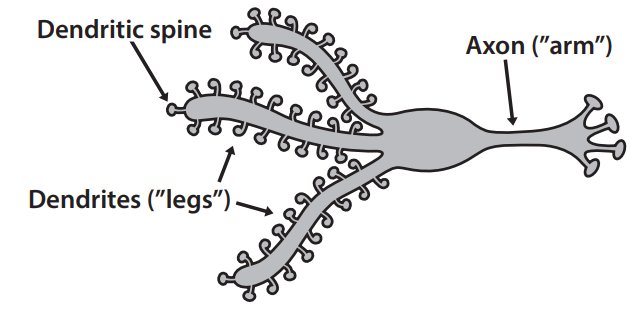 Dendritic spine
Axon (”arm”)
Dendrites (”legs”)